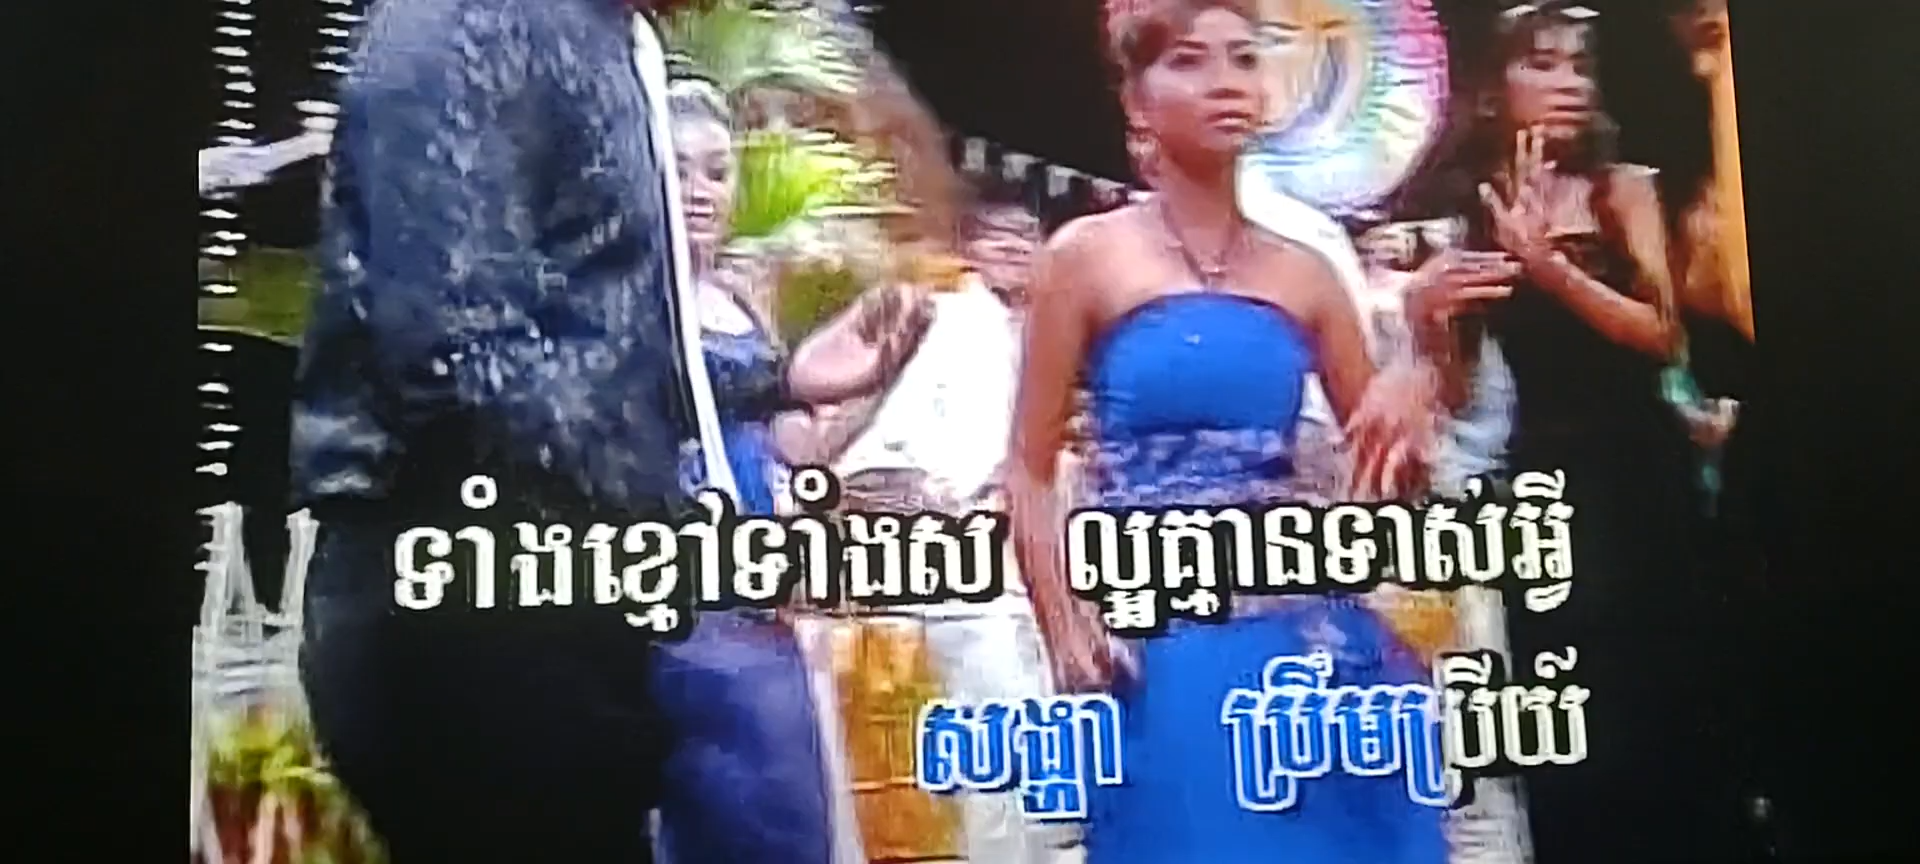 ទាំងខ្មៅទាំងស ល្អគ្មានទាស់អ្វី
សង្ហា ប្រឹមប្រិយ៍